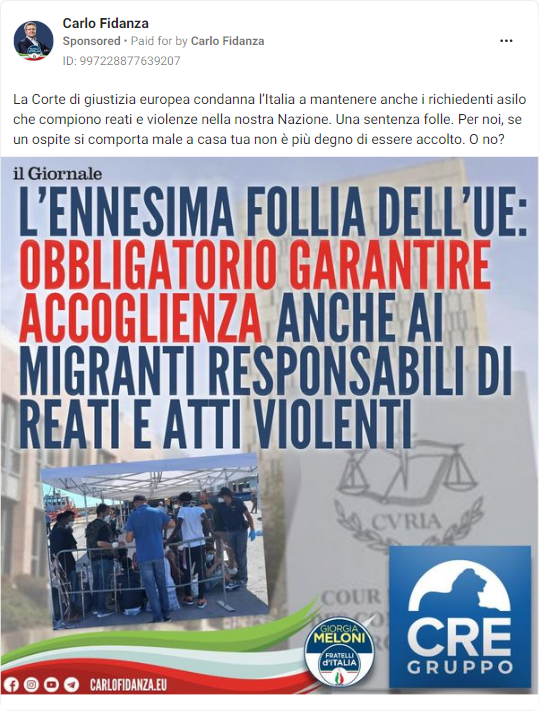 Carlo Fidanza
Sponsored • Paid for by Carlo Fidanza
ID: 997228877639207
La Corte di giustizia europea condanna l'Italia a mantenere anche i richiedenti asilo
che compiono reati e violenze nella nostra Nazione. Una sentenza folle. Per noi, se
un ospite si comporta male a casa tua non è più degno di essere accolto. O no?
il Giornale
L'ENNESIMA FOLLIA DELL'UE:
OBBLIGATORIO GARANTIRE
ACCOGLIENZA ANCHE AI
MIGRANTI RESPONSABILI DI
REATI E ATTI VIOLENTI
CVRIA
COUR
GIORGIA
MELONI
FRATELLI
d'ITALIA
CRE
GRUPPO
CARLOFIDANZA.EU